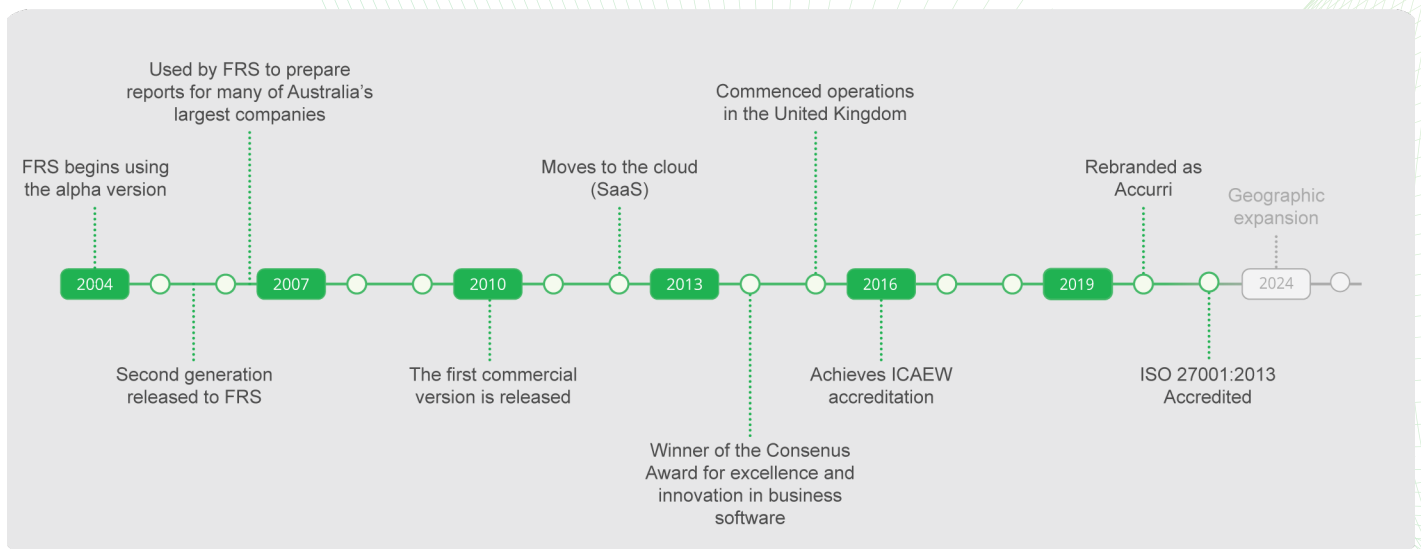 Used by FRS to prepare
reports for many of Australia's
largest companies
Commenced operations
in the United Kingdom
FRS begins using
the alpha version
Moves to the cloud
(SaaS)
Rebranded as
Accurri
Geographic
expansion
2004
2007
2010
2013
2016
2019
2024
Second generation
released to FRS
The first commercial
version is released
Achieves ICAEW
accreditation
ISO 27001:2013
Accredited
Winner of the Consenus
Award for excellence and
innovation in business
software